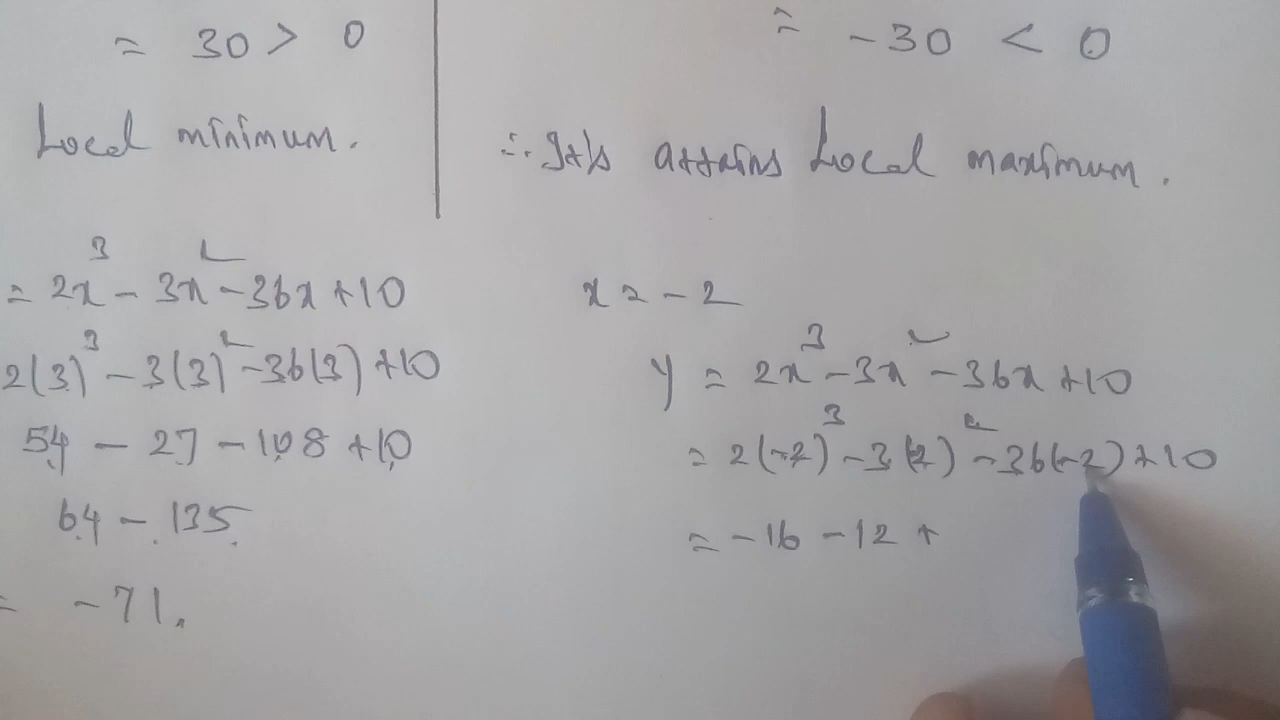 = 30 > 0
Local minimum.
= 2x³ - 3x² - 36x + 10
2(3)³ - 3(3)² - 36(3) + 10
54 - 27 - 108 + 10
64 - 135
= -71.
= -30 < 0
∴ It's attains Local maximum.
x = -2
y = 2x³ - 3x² - 36x + 10
= 2(-2)³ - 3(2)² - 36(-2) + 10
= -16 - 12 +